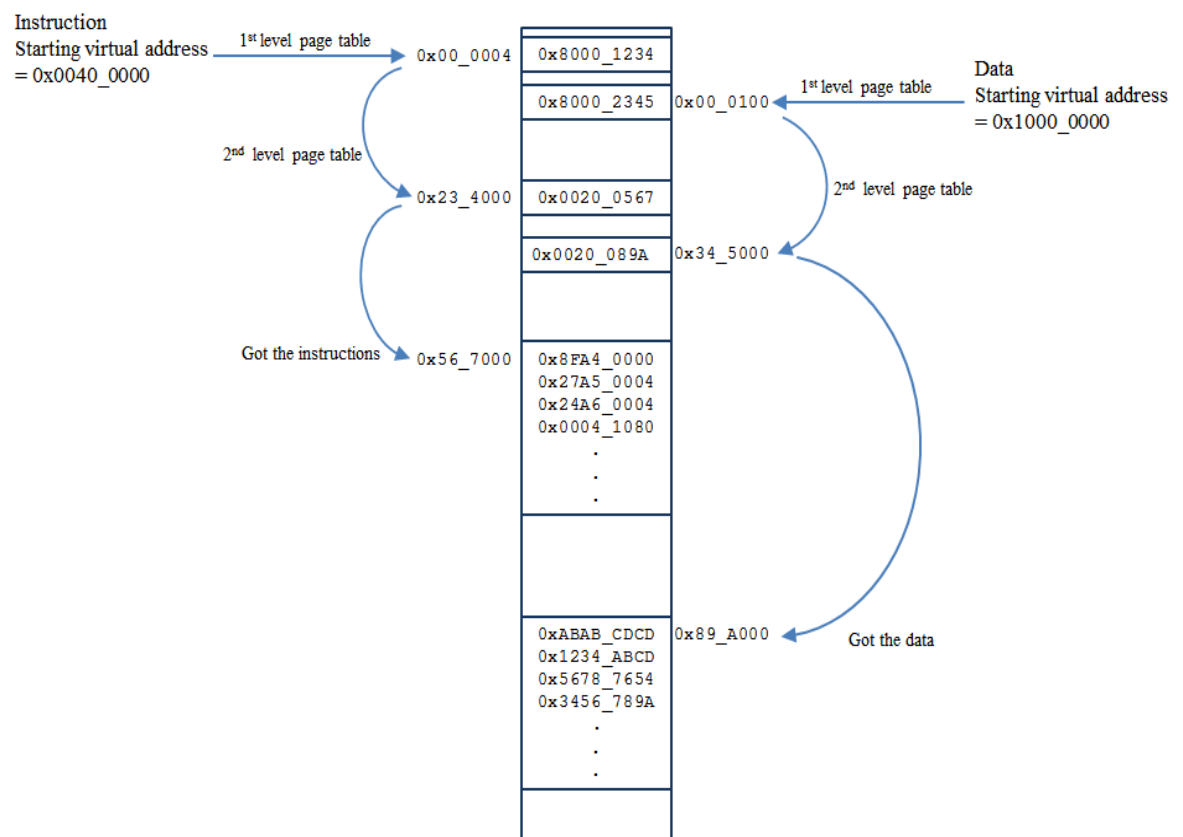 Instruction
Starting virtual address
= 0x0040_0000
1st level page table
0x00_0004
0x8000_1234
Data
Starting virtual address
= 0x1000_0000
1st level page table
0x8000_2345
0x00_0100
2nd level page table
2nd level page table
0x23_4000
0x0020_0567
0x0020_089A
0x34_5000
Got the instructions
0x56_7000
0x8FA4_0000
0x27A5_0004
0x24A6_0004
0x0004_1080
.
.
.
0xABAB_CDCD
0x89_A000
Got the data
0x1234_ABCD
0x5678_7654
0x3456_789A
.
.
.